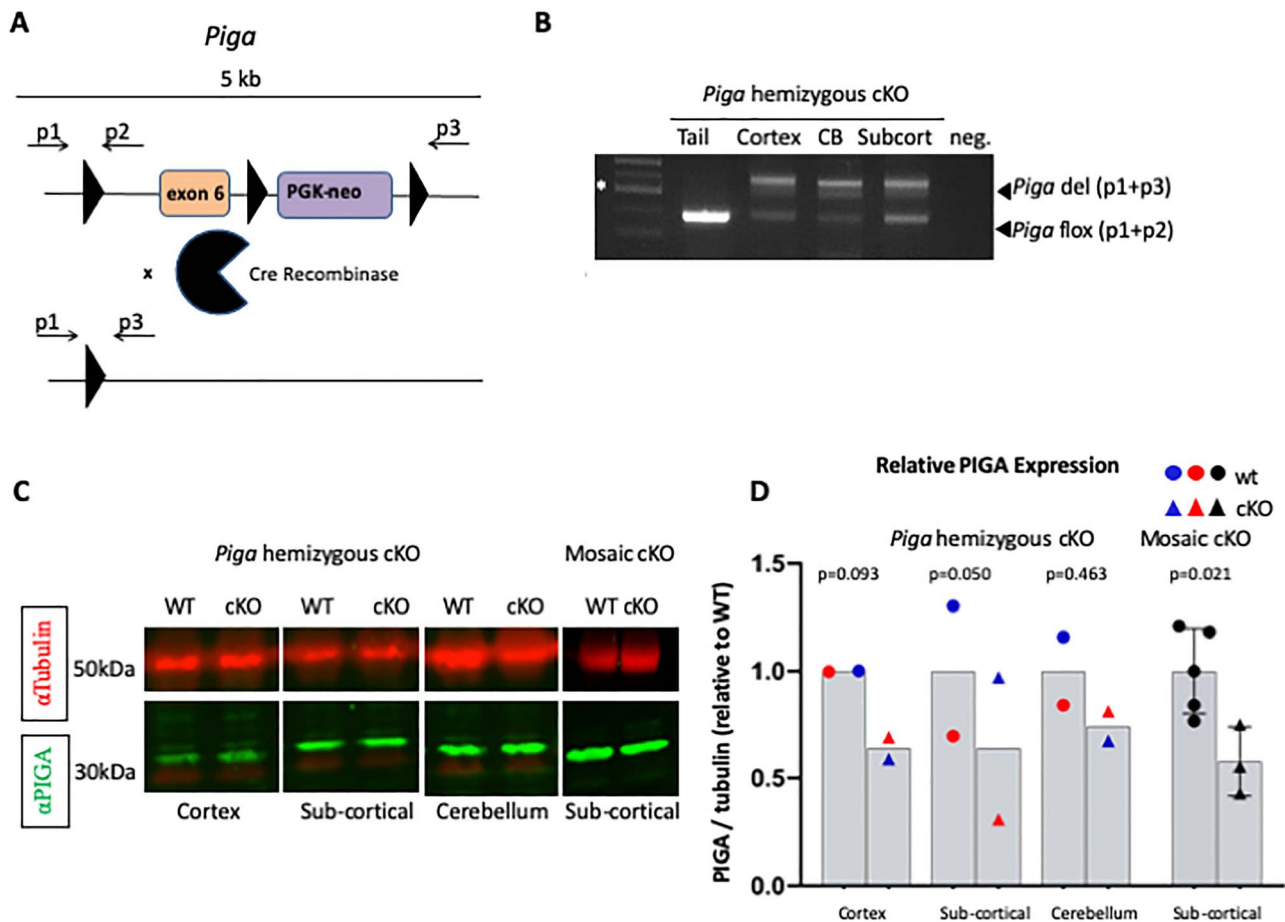 A
Piga
5 kb
p1 p2 p3
exon 6
PGK-neo
x Cre Recombinase
p1 p3
B
Piga hemizygous cKO
Tail Cortex CB Subcort neg.
*
Piga del (p1+p3)
Piga flox (p1+p2)
C
Piga hemizygous cKO Mosaic cKO
WT cKO WT cKO WT cKO WT cKO
αTubulin
50kDa
αPIGA
30kDa
Cortex Sub-cortical Cerebellum Sub-cortical
D
Relative PIGA Expression
wt
cKO
Piga hemizygous cKO Mosaic cKO
p=0.093 p=0.050 p=0.463 p=0.021
PIGA / tubulin (relative to WT)
1.5
1.0
0.5
0.0
Cortex Sub-cortical Cerebellum Sub-cortical